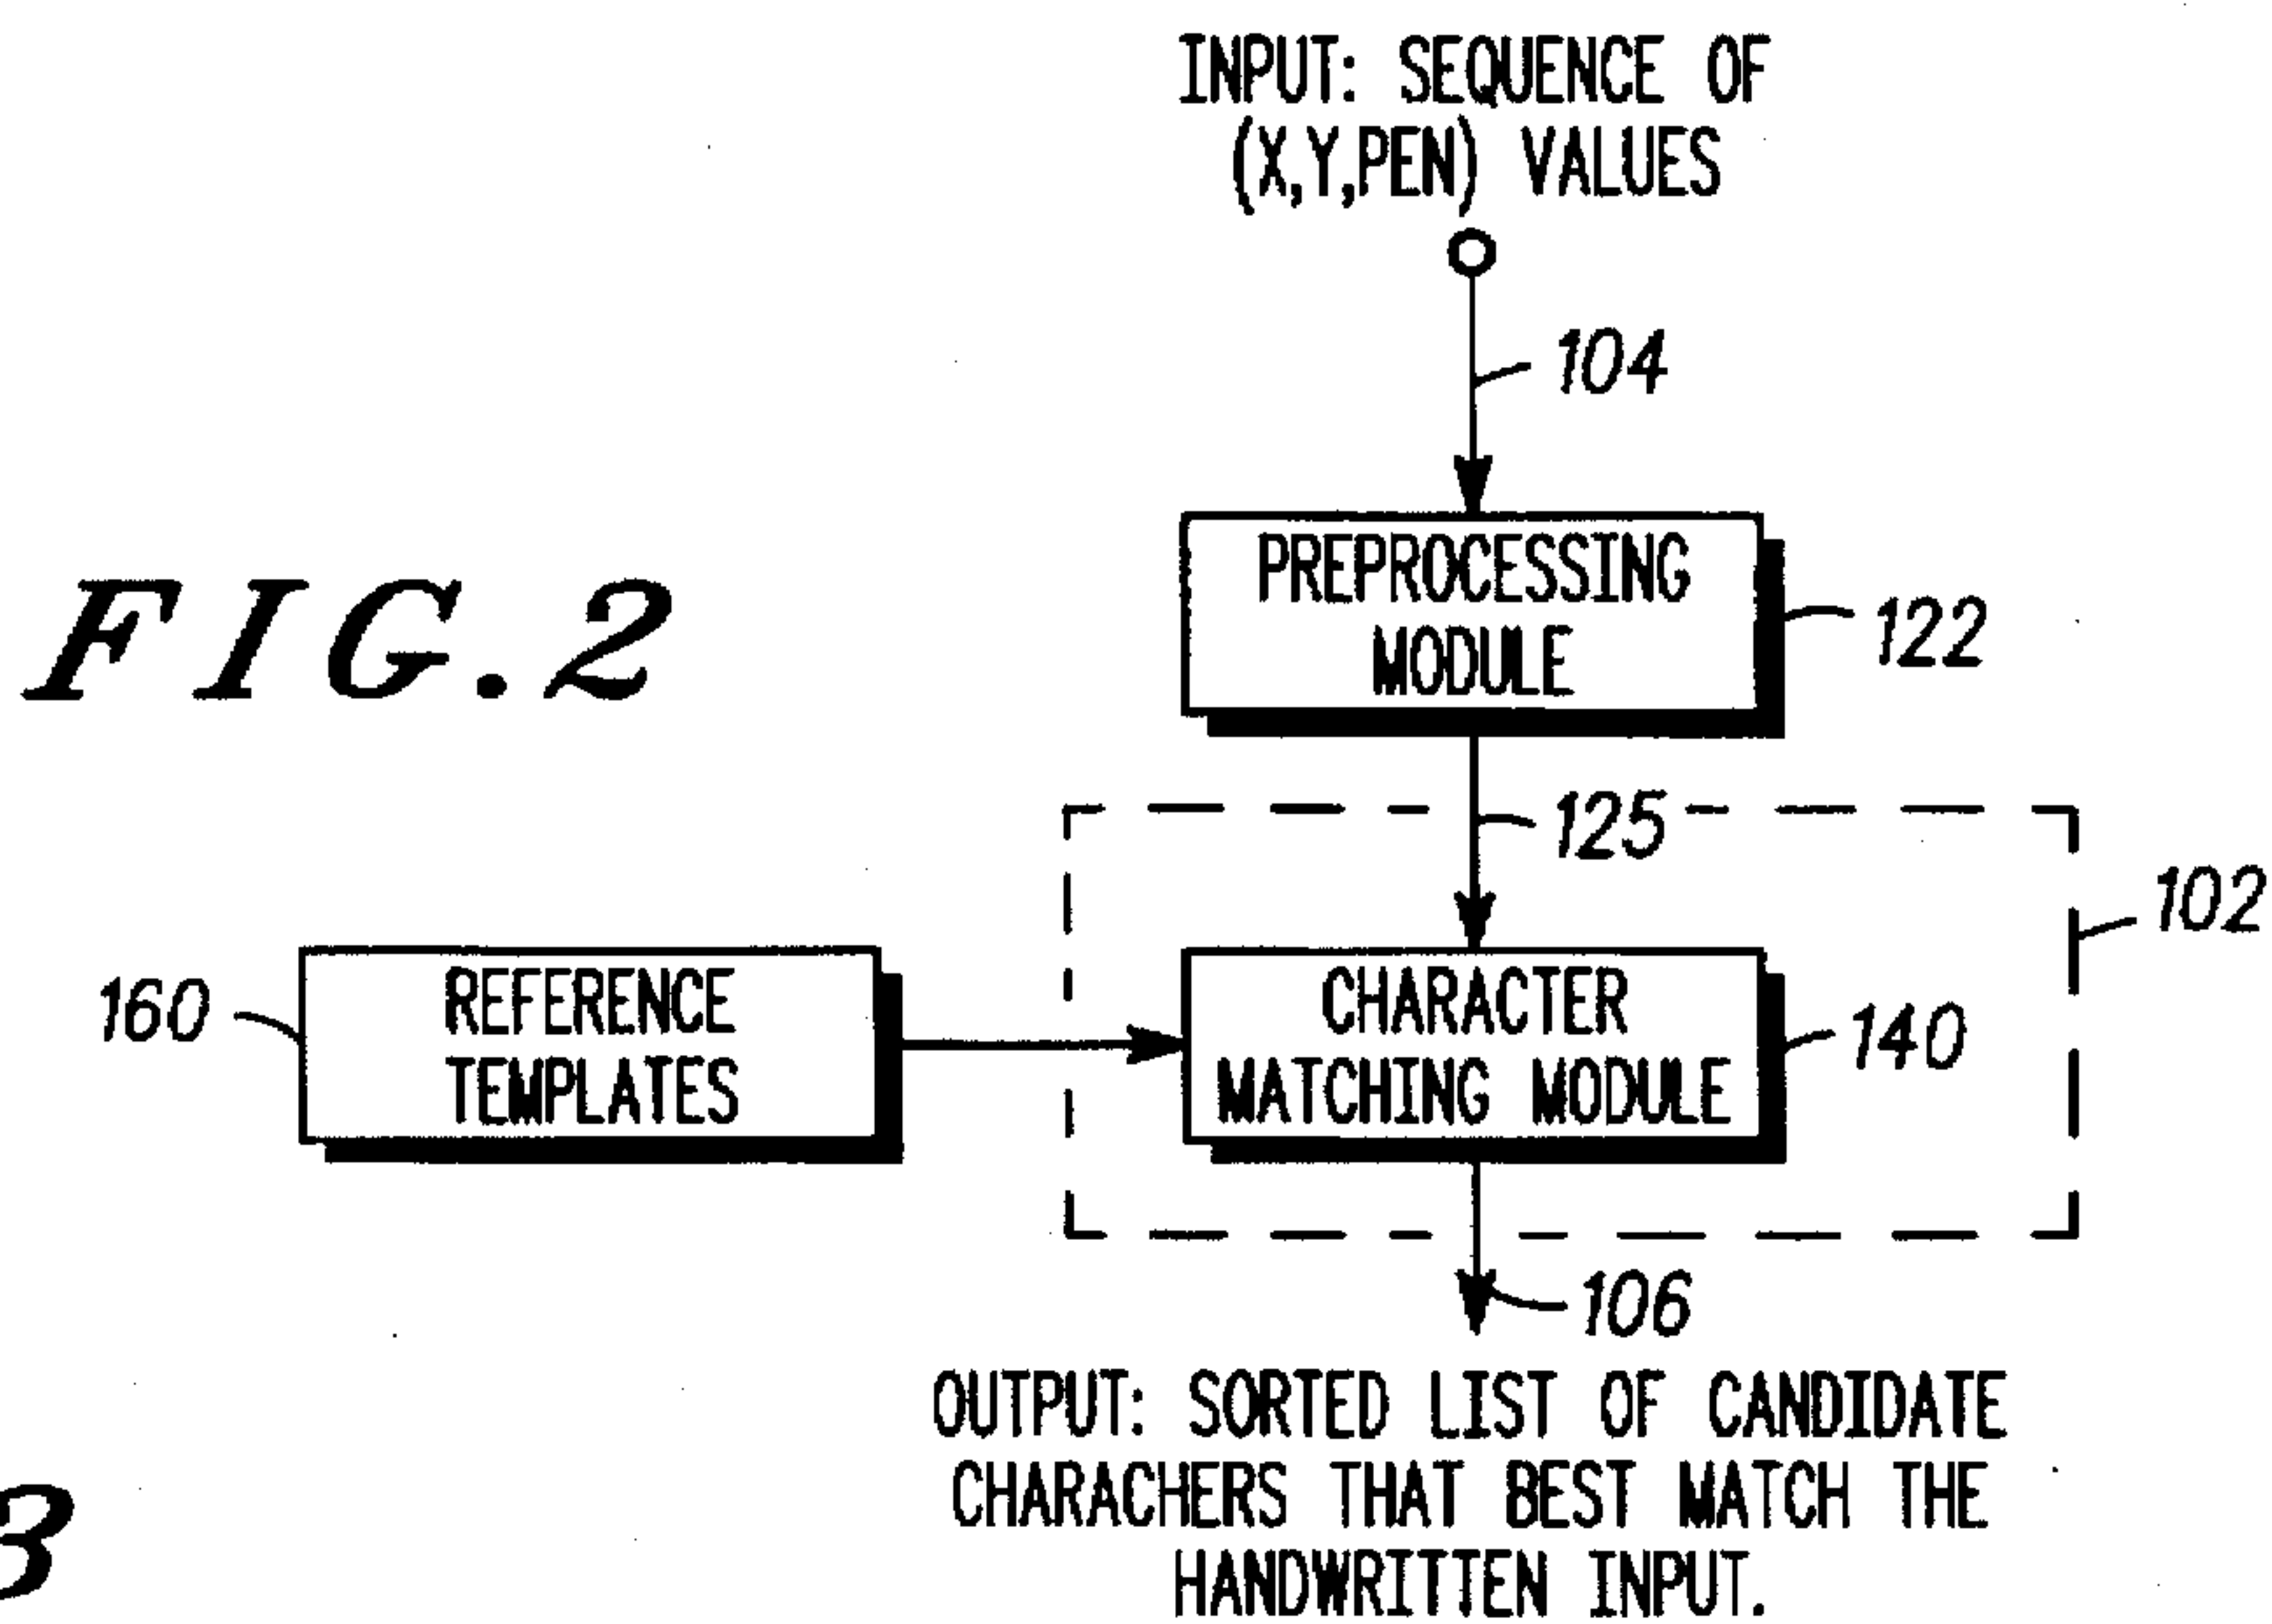 INPUT: SEQUENCE OF
(X,Y,PEN) VALUES
104
PREPROCESSING
MODULE
122
FIG.2
125
102
160
REFERENCE
TEMPLATES
CHARACTER
MATCHING MODULE
140
106
OUTPUT: SORTED LIST OF CANDIDATE
CHARACHERS THAT BEST MATCH THE
HANDWRITTEN INPUT.
3